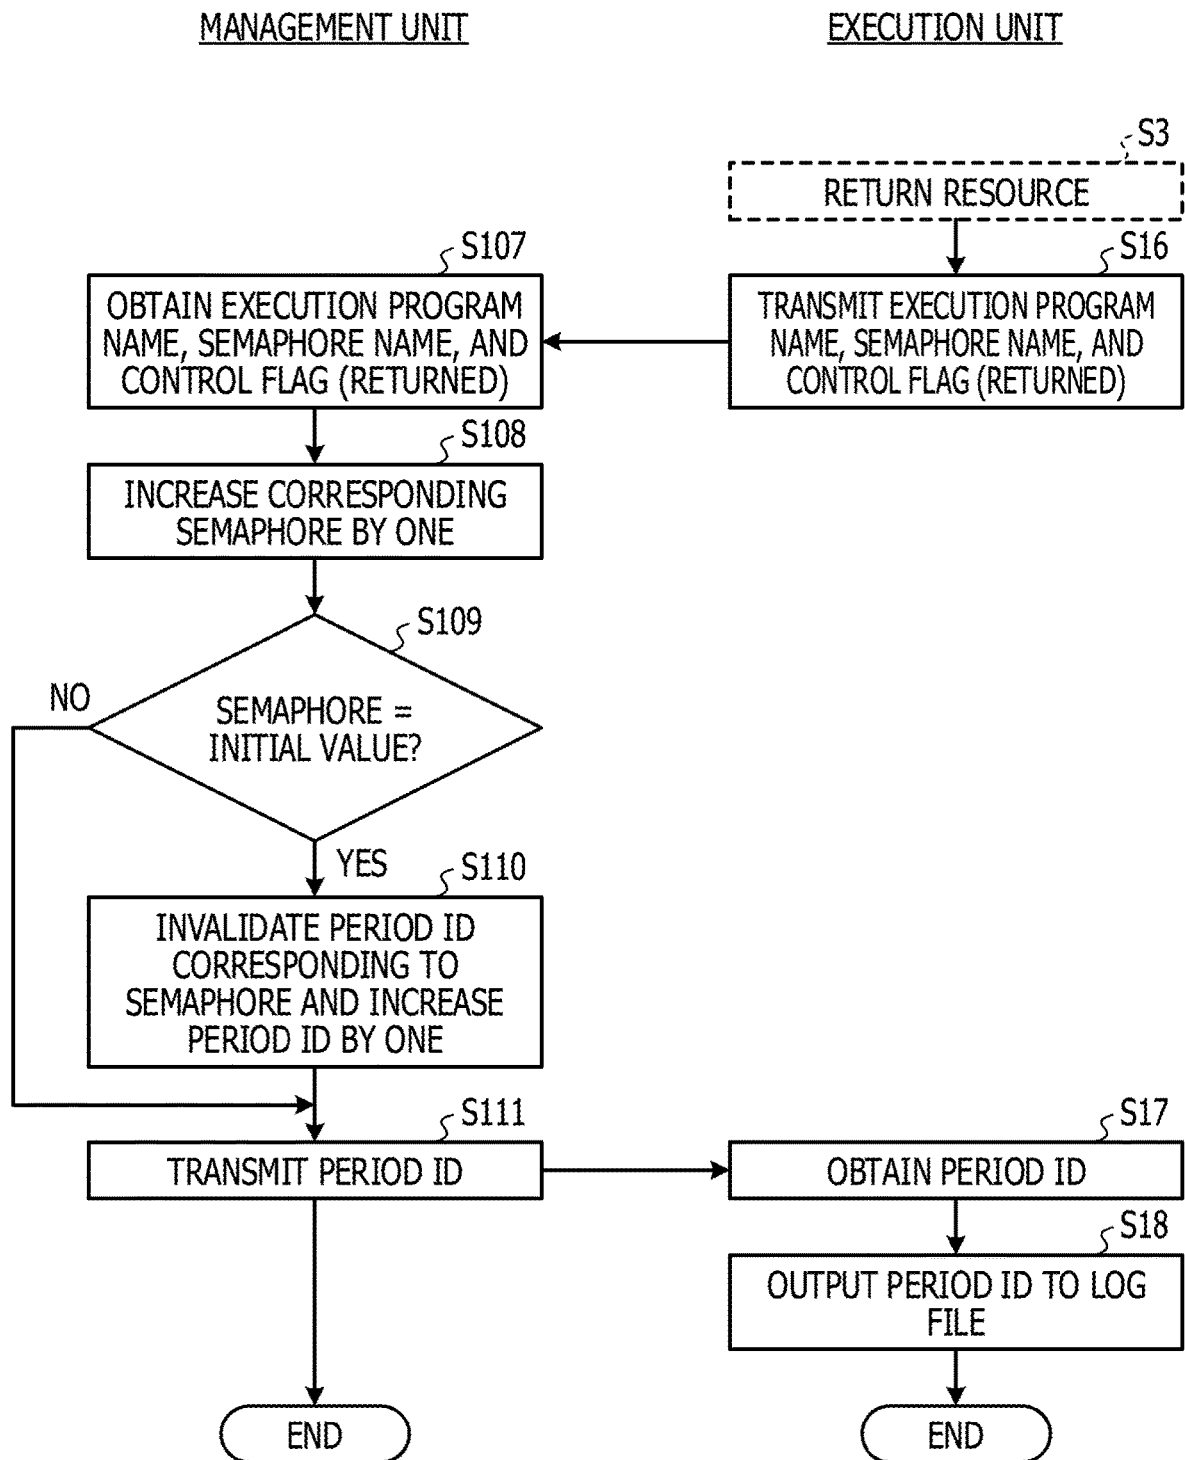 MANAGEMENT UNIT
EXECUTION UNIT
S3
RETURN RESOURCE
S107
OBTAIN EXECUTION PROGRAM
NAME, SEMAPHORE NAME, AND
CONTROL FLAG (RETURNED)
S16
TRANSMIT EXECUTION PROGRAM
NAME, SEMAPHORE NAME, AND
CONTROL FLAG (RETURNED)
S108
INCREASE CORRESPONDING
SEMAPHORE BY ONE
S109
SEMAPHORE =
INITIAL VALUE?
NO
YES
S110
INVALIDATE PERIOD ID
CORRESPONDING TO
SEMAPHORE AND INCREASE
PERIOD ID BY ONE
S111
TRANSMIT PERIOD ID
S17
OBTAIN PERIOD ID
S18
OUTPUT PERIOD ID TO LOG
FILE
END
END